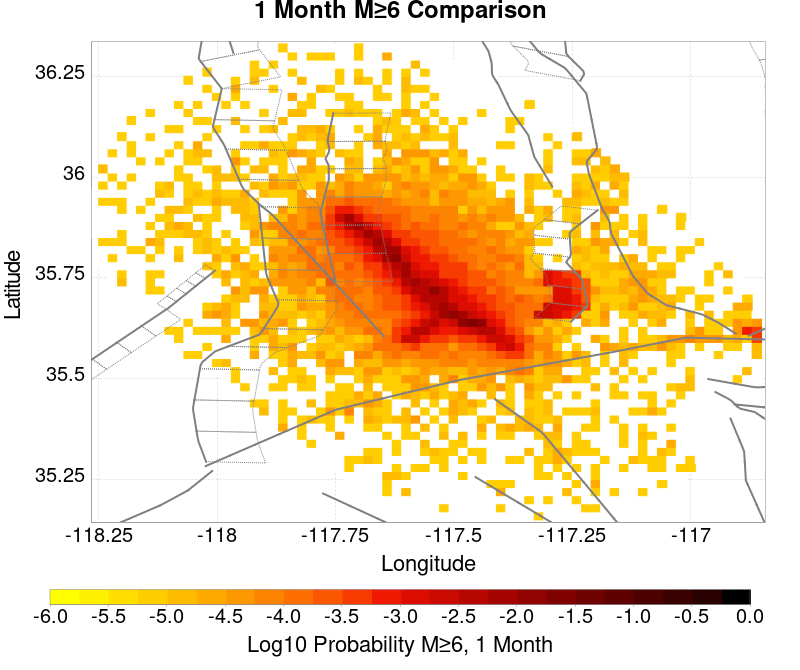 1 Month M≥6 Comparison
36.25
36
35.75
35.5
35.25
Latitude
-118.25 -118 -117.75 -117.5 -117.25 -117
Longitude
-6.0 -5.5 -5.0 -4.5 -4.0 -3.5 -3.0 -2.5 -2.0 -1.5 -1.0 -0.5 0.0
Log10 Probability M≥6, 1 Month